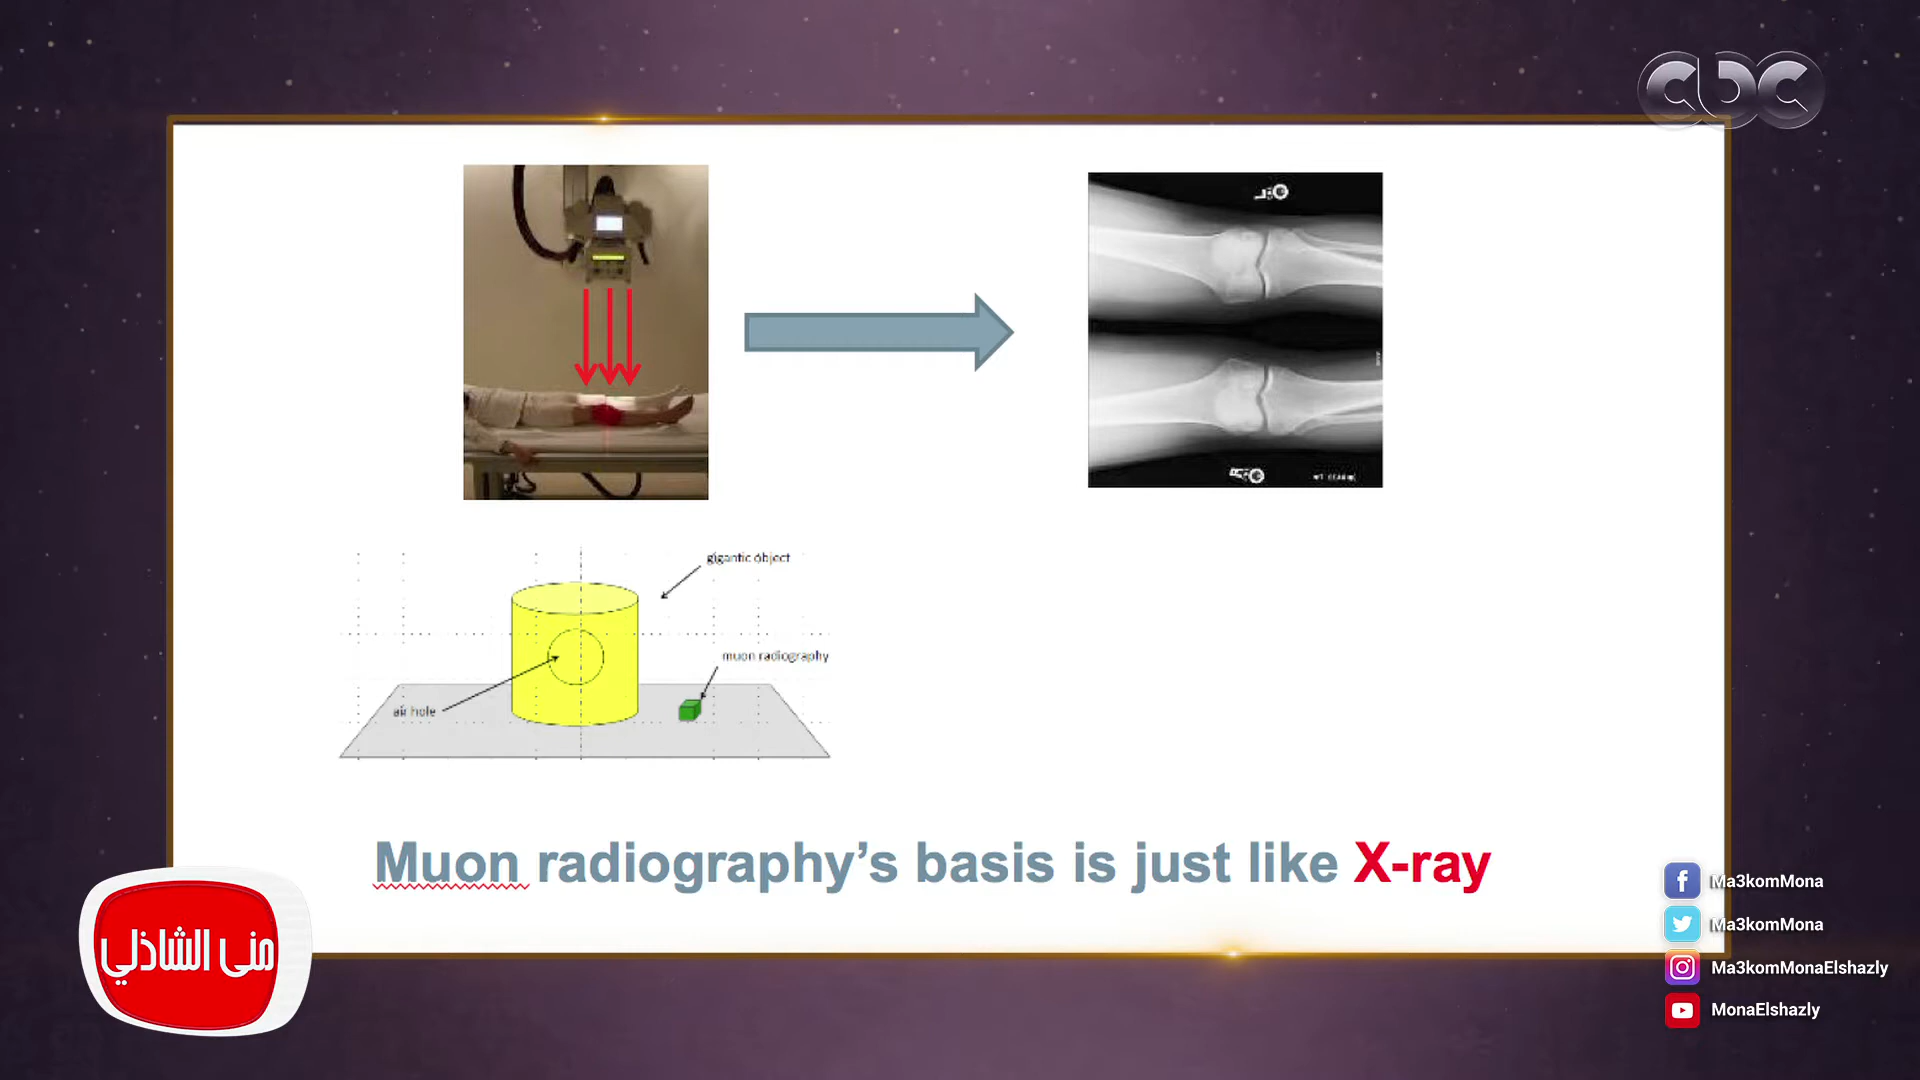 cbc
gigantic object
muon radiography
air hole
Muon radiography’s basis is just like X-ray
منى الشاذلي
Ma3komMona
Ma3komMona
Ma3komMonaElshazly
MonaElshazly